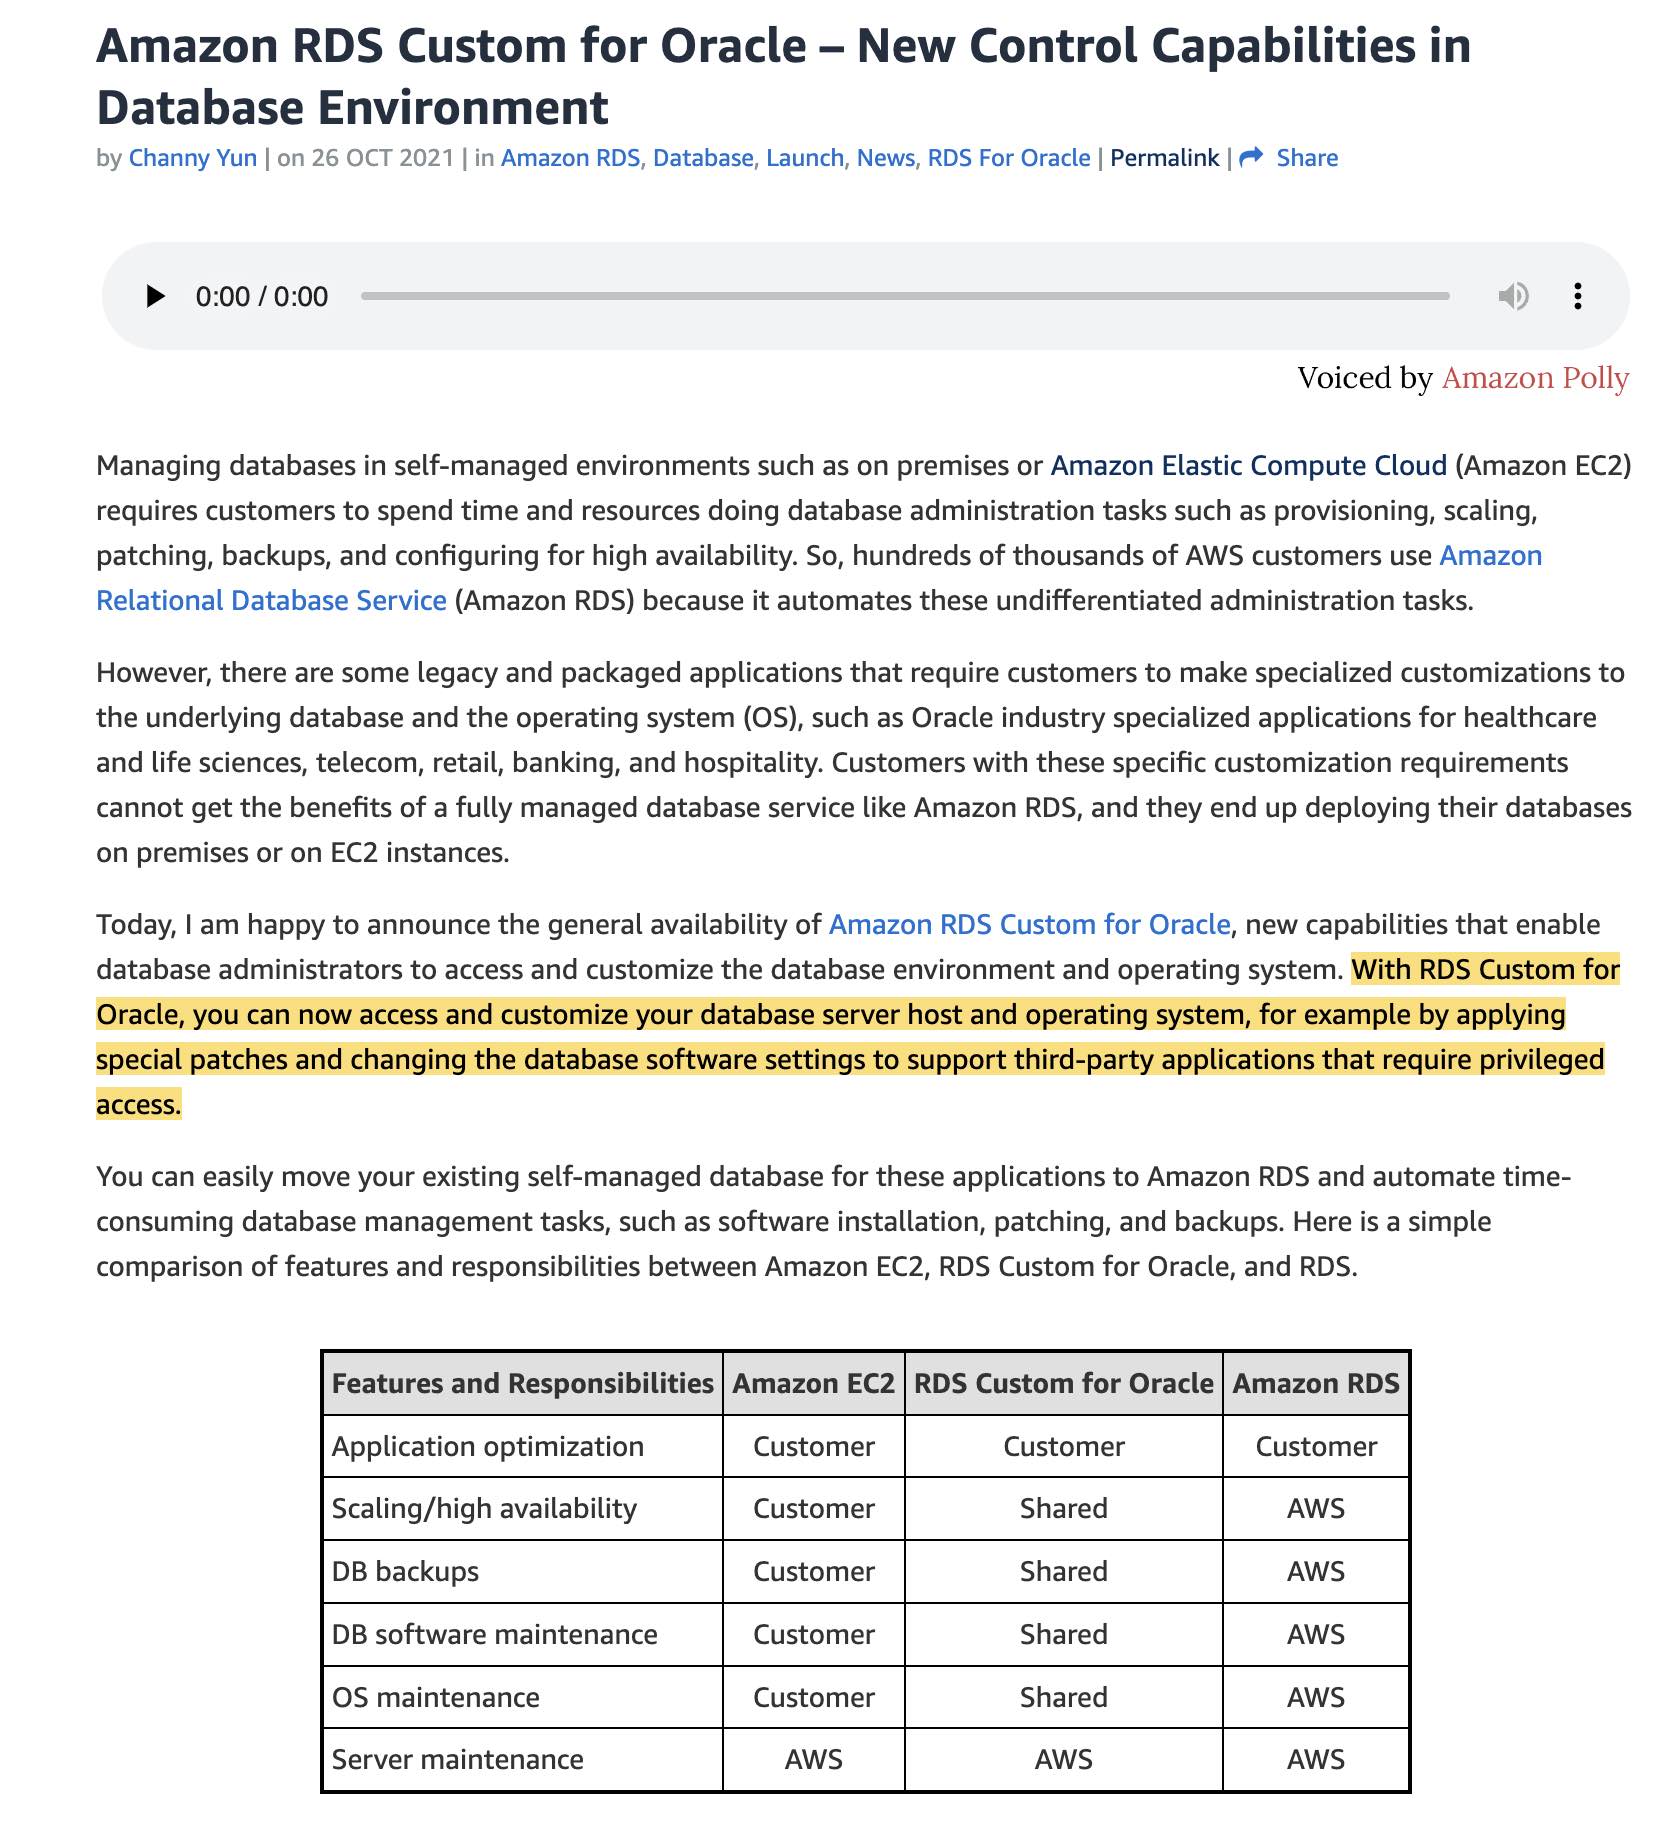 Amazon RDS Custom for Oracle – New Control Capabilities in
Database Environment
by Channy Yun | on 26 OCT 2021 | in Amazon RDS, Database, Launch, News, RDS For Oracle | Permalink | Share
0:00 / 0:00
Voiced by Amazon Polly
Managing databases in self-managed environments such as on premises or Amazon Elastic Compute Cloud (Amazon EC2)
requires customers to spend time and resources doing database administration tasks such as provisioning, scaling,
patching, backups, and configuring for high availability. So, hundreds of thousands of AWS customers use Amazon
Relational Database Service (Amazon RDS) because it automates these undifferentiated administration tasks.
However, there are some legacy and packaged applications that require customers to make specialized customizations to
the underlying database and the operating system (OS), such as Oracle industry specialized applications for healthcare
and life sciences, telecom, retail, banking, and hospitality. Customers with these specific customization requirements
cannot get the benefits of a fully managed database service like Amazon RDS, and they end up deploying their databases
on premises or on EC2 instances.
Today, I am happy to announce the general availability of Amazon RDS Custom for Oracle, new capabilities that enable
database administrators to access and customize the database environment and operating system. With RDS Custom for
Oracle, you can now access and customize your database server host and operating system, for example by applying
special patches and changing the database software settings to support third-party applications that require privileged
access.
You can easily move your existing self-managed database for these applications to Amazon RDS and automate time-
consuming database management tasks, such as software installation, patching, and backups. Here is a simple
comparison of features and responsibilities between Amazon EC2, RDS Custom for Oracle, and RDS.
Features and Responsibilities Amazon EC2 RDS Custom for Oracle Amazon RDS
Application optimization Customer Customer Customer
Scaling/high availability Customer Shared AWS
DB backups Customer Shared AWS
DB software maintenance Customer Shared AWS
OS maintenance Customer Shared AWS
Server maintenance AWS AWS AWS